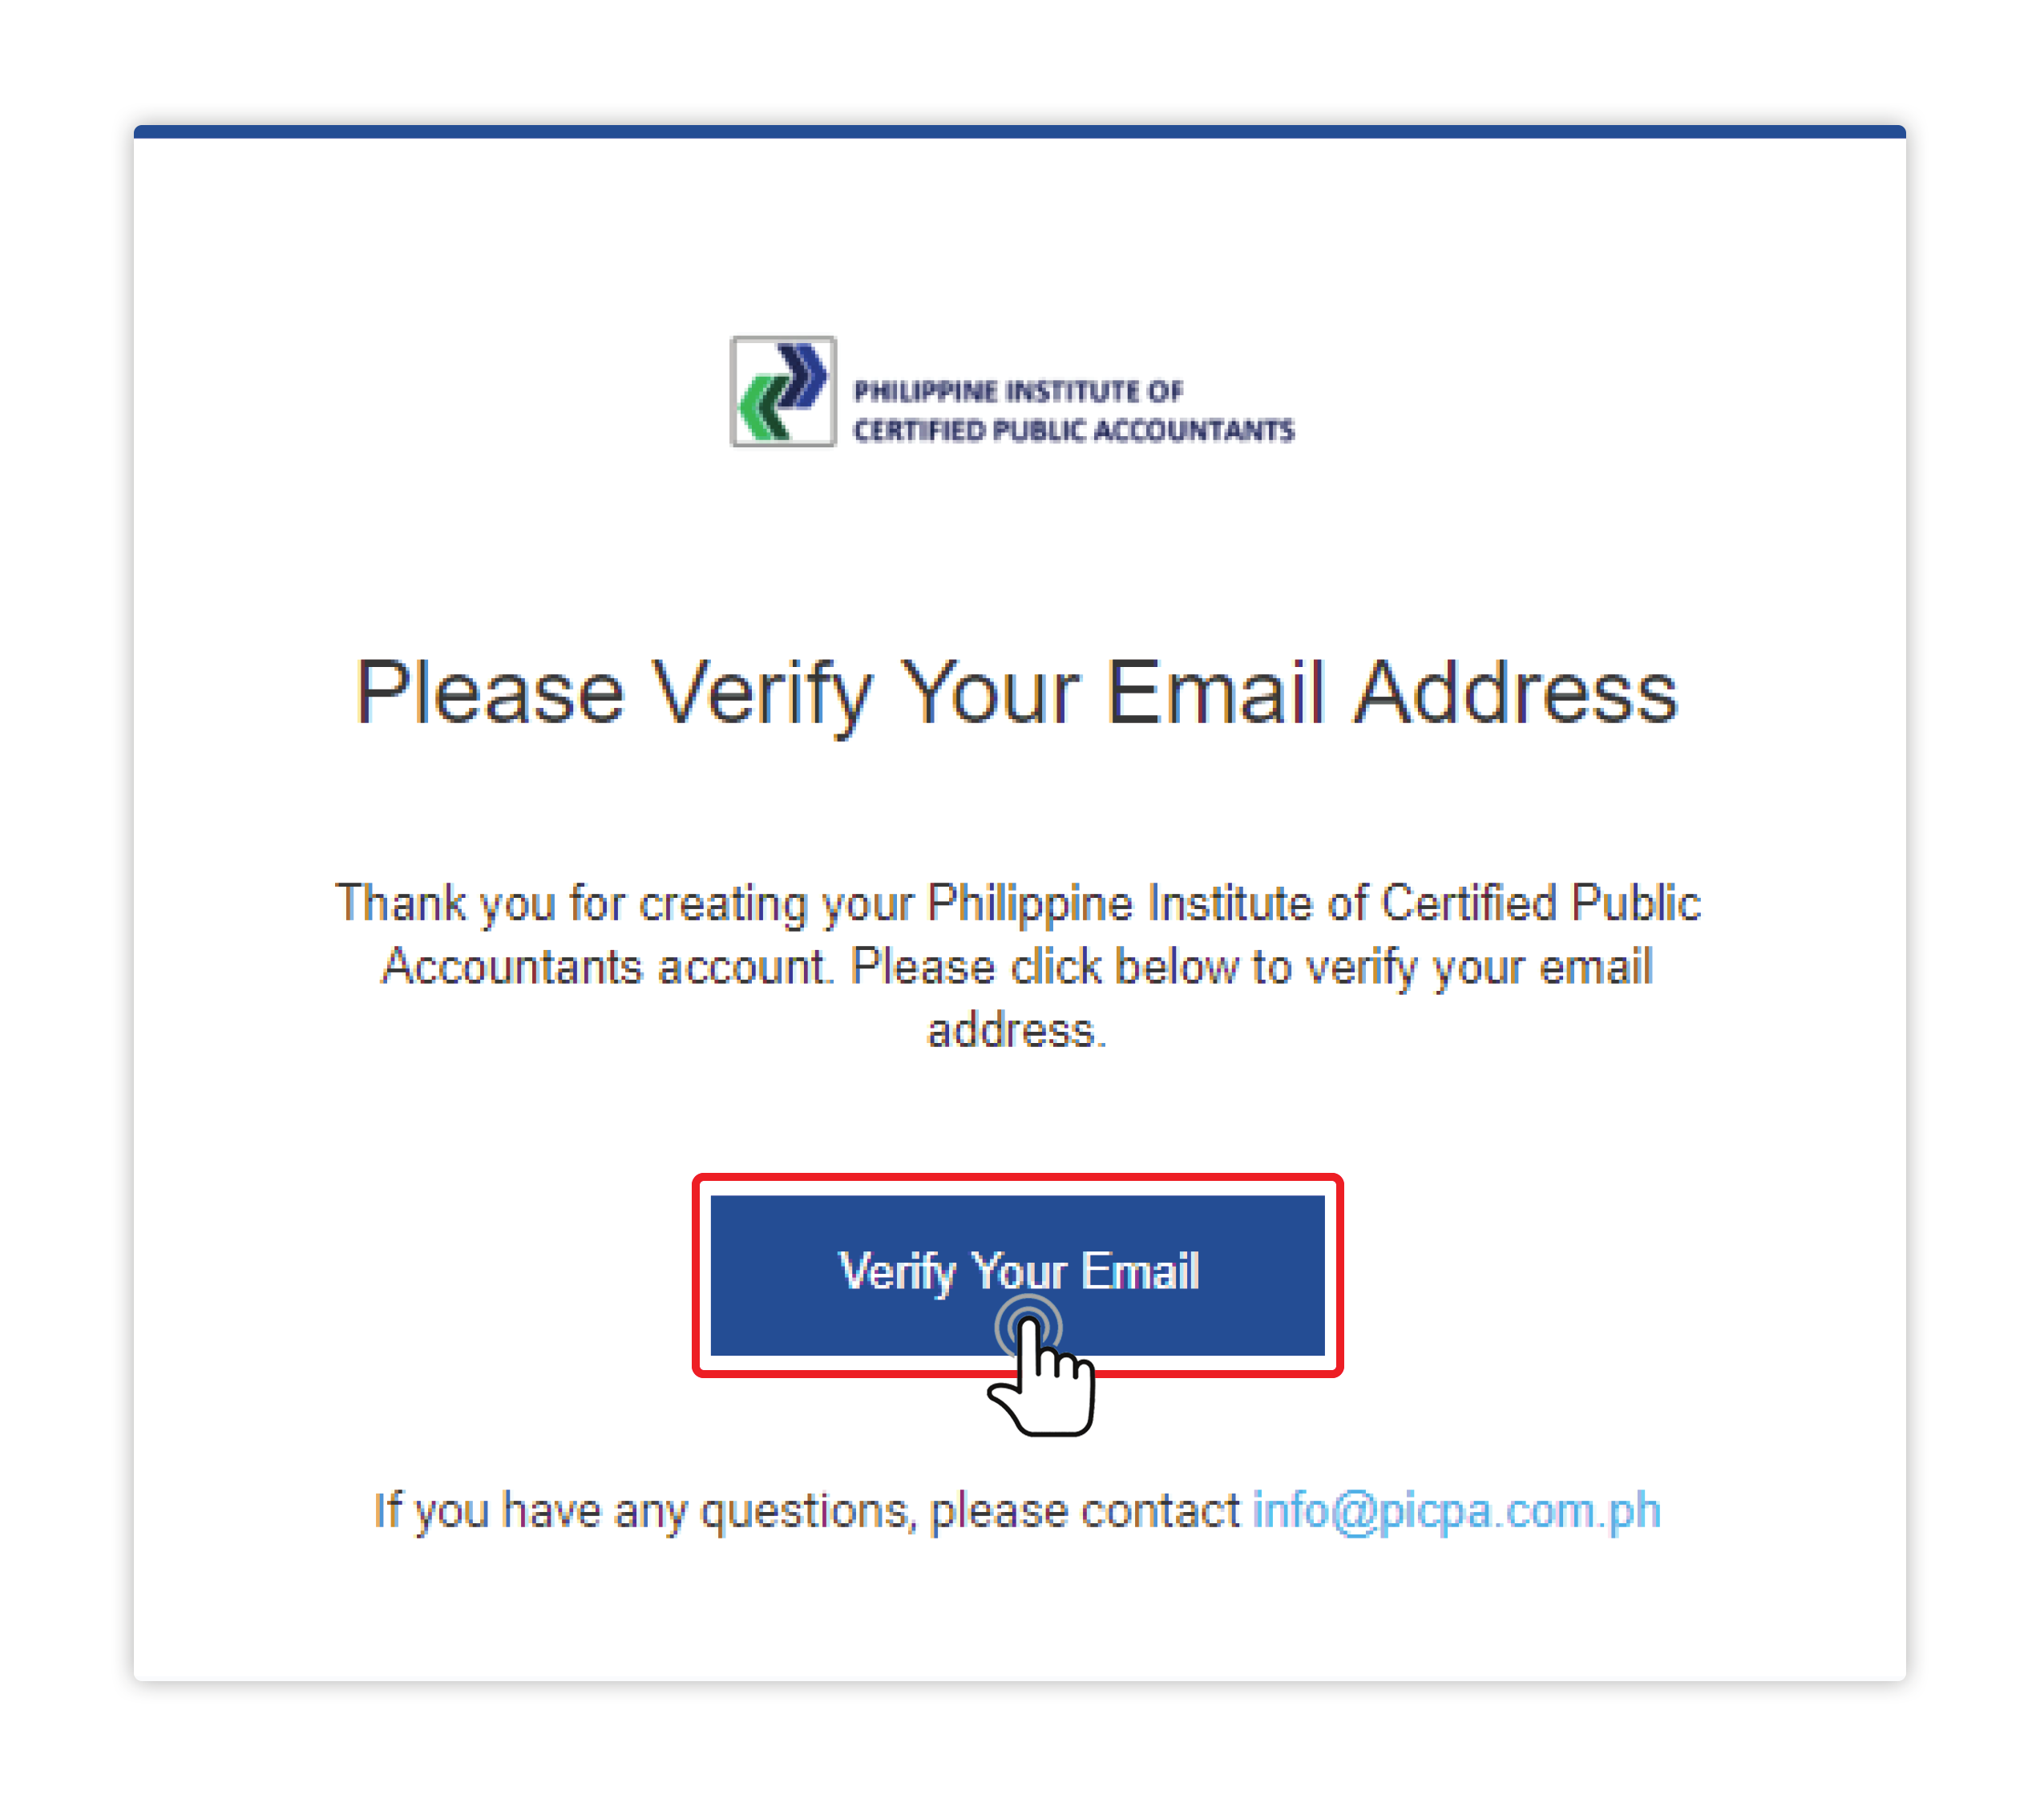 PHILIPPINE INSTITUTE OF
CERTIFIED PUBLIC ACCOUNTANTS
Please Verify Your Email Address
Thank you for creating your Philippine Institute of Certified Public
Accountants account. Please click below to verify your email
address.
Verify Your Email
If you have any questions, please contact info@picpa.com.ph